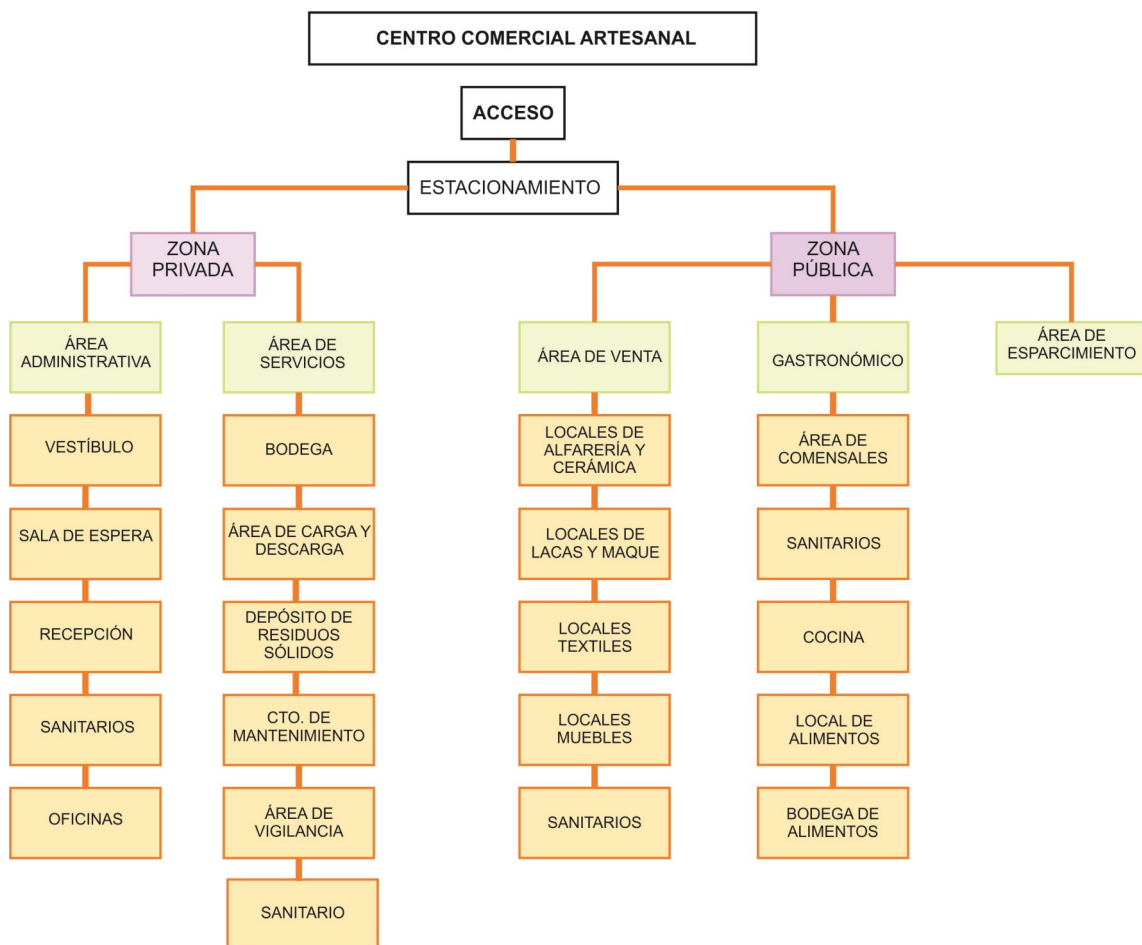 CENTRO COMERCIAL ARTESANAL
ACCESO
ESTACIONAMIENTO
ZONA
PRIVADA
ZONA
PÚBLICA
ÁREA
ADMINISTRATIVA
VESTÍBULO
SALA DE ESPERA
RECEPCIÓN
SANITARIOS
OFICINAS
ÁREA DE
SERVICIOS
BODEGA
ÁREA DE CARGA Y
DESCARGA
DEPÓSITO DE
RESIDUOS
SÓLIDOS
CTO. DE
MANTENIMIENTO
ÁREA DE
VIGILANCIA
SANITARIO
ÁREA DE VENTA
LOCALES DE
ALFARERÍA Y
CERÁMICA
LOCALES DE
LACAS Y MAQUE
LOCALES
TEXTILES
LOCALES
MUEBLES
SANITARIOS
GASTRONÓMICO
ÁREA DE
COMENSALES
SANITARIOS
COCINA
LOCAL DE
ALIMENTOS
BODEGA DE
ALIMENTOS
ÁREA DE
ESPARCIMIENTO